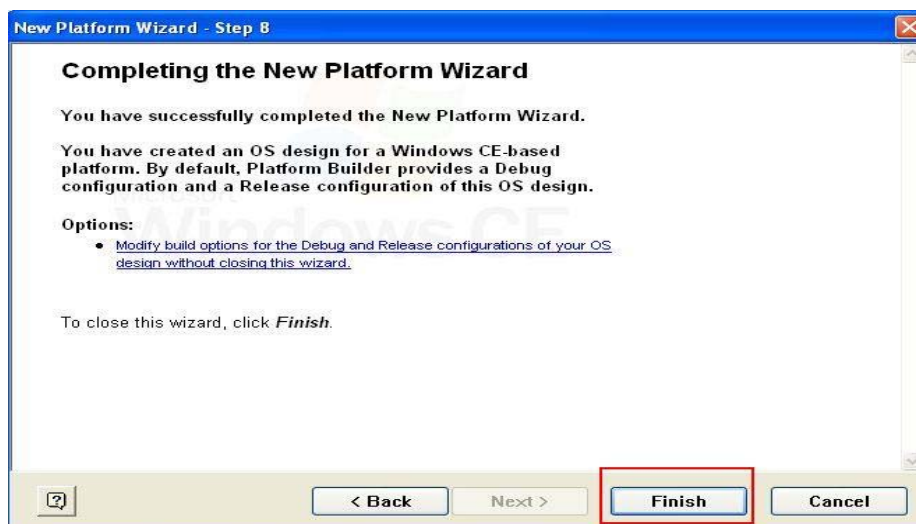 New Platform Wizard - Step 8
Completing the New Platform Wizard
You have successfully completed the New Platform Wizard.
You have created an OS design for a Windows CE-based
platform. By default, Platform Builder provides a Debug
configuration and a Release configuration of this OS design.
Microsoft
Windows CE
Options:
• Modify build options for the Debug and Release configurations of your OS
design without closing this wizard.
To close this wizard, click Finish.
< Back Next > Finish Cancel